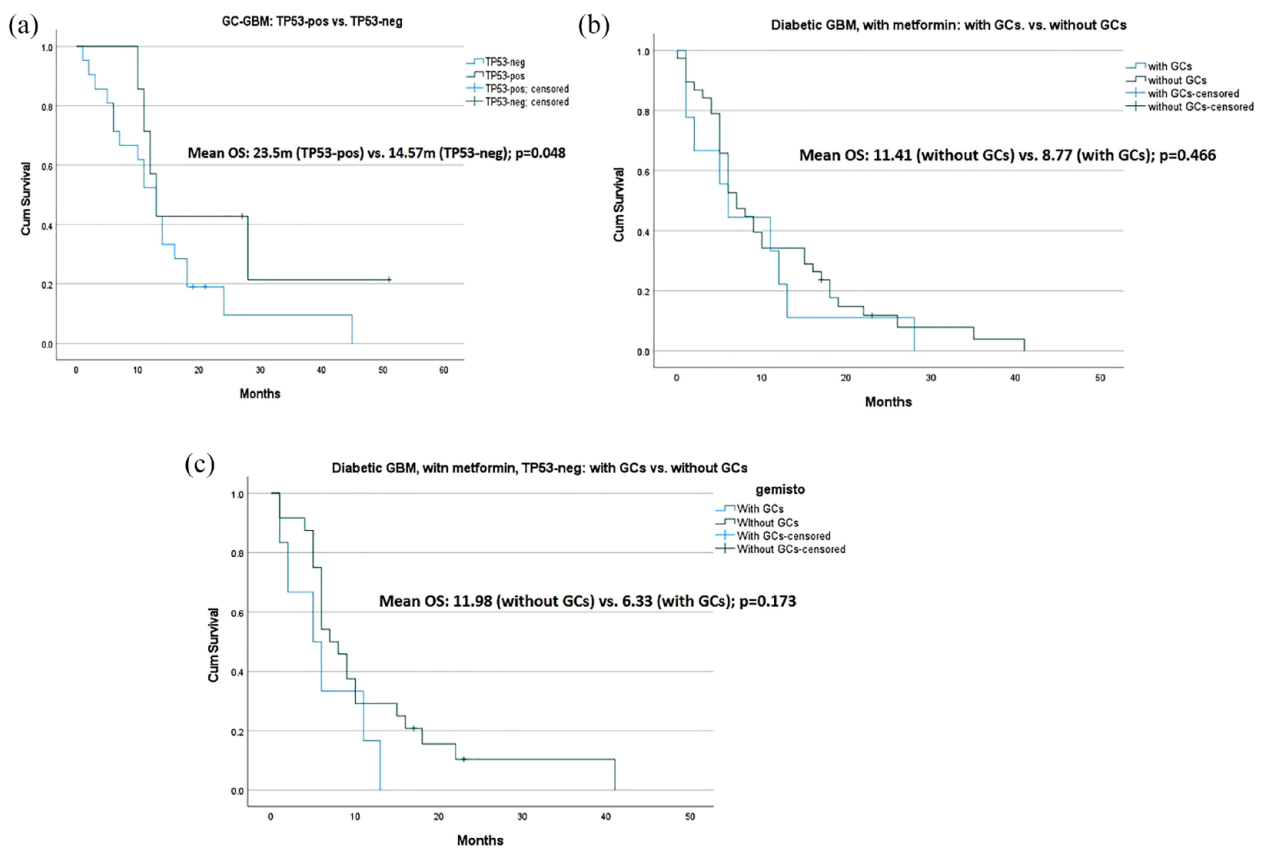 (a)
GC-GBM: TP53-pos vs. TP53-neg
1.0
0.8
0.6
0.4
0.2
0.0
Cum Survival
TP53-neg
TP53-pos
TP53-pos; censored
TP53-neg; censored
Mean OS: 23.5m (TP53-pos) vs. 14.57m (TP53-neg); p=0.048
0 10 20 30 40 50 60
Months
(b)
Diabetic GBM, with metformin: with GCs. vs. without GCs
1.0
0.8
0.6
0.4
0.2
0.0
Cum Survival
with GCs
without GCs
with GCs-censored
without GCs-censored
Mean OS: 11.41 (without GCs) vs. 8.77 (with GCs); p=0.466
0 10 20 30 40 50
Months
(c)
Diabetic GBM, witn metformin, TP53-neg: with GCs vs. without GCs
1.0
0.8
0.6
0.4
0.2
0.0
Cum Survival
gemisto
With GCs
WIthout GCs
With GCs-censored
Without GCs-censored
Mean OS: 11.98 (without GCs) vs. 6.33 (with GCs); p=0.173
0 10 20 30 40 50
Months